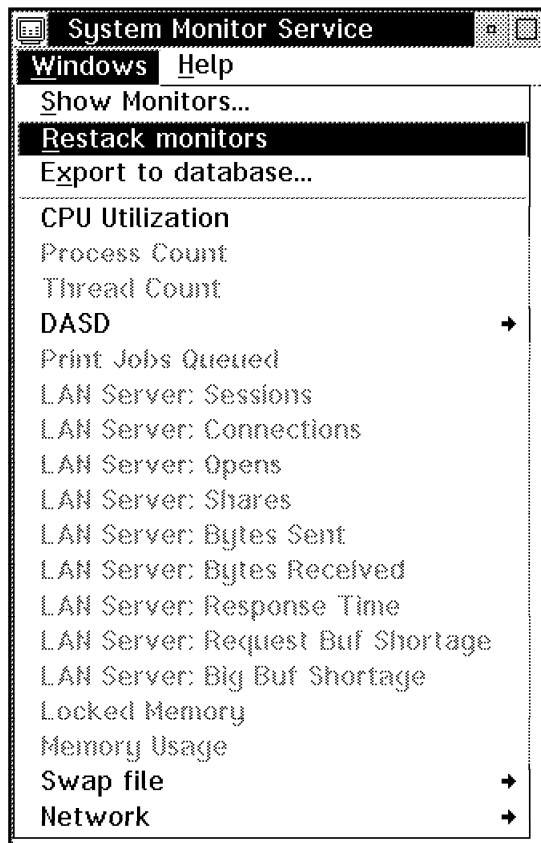 System Monitor Service
Windows Help
Show Monitors...
Restack monitors
Export to database...
CPU Utilization
Process Count
Thread Count
DASD
Print Jobs Queued
LAN Server: Sessions
LAN Server: Connections
LAN Server: Opens
LAN Server: Shares
LAN Server: Bytes Sent
LAN Server: Bytes Received
LAN Server: Response Time
LAN Server: Request Buf Shortage
LAN Server: Big Buf Shortage
Locked Memory
Memory Usage
Swap file
Network